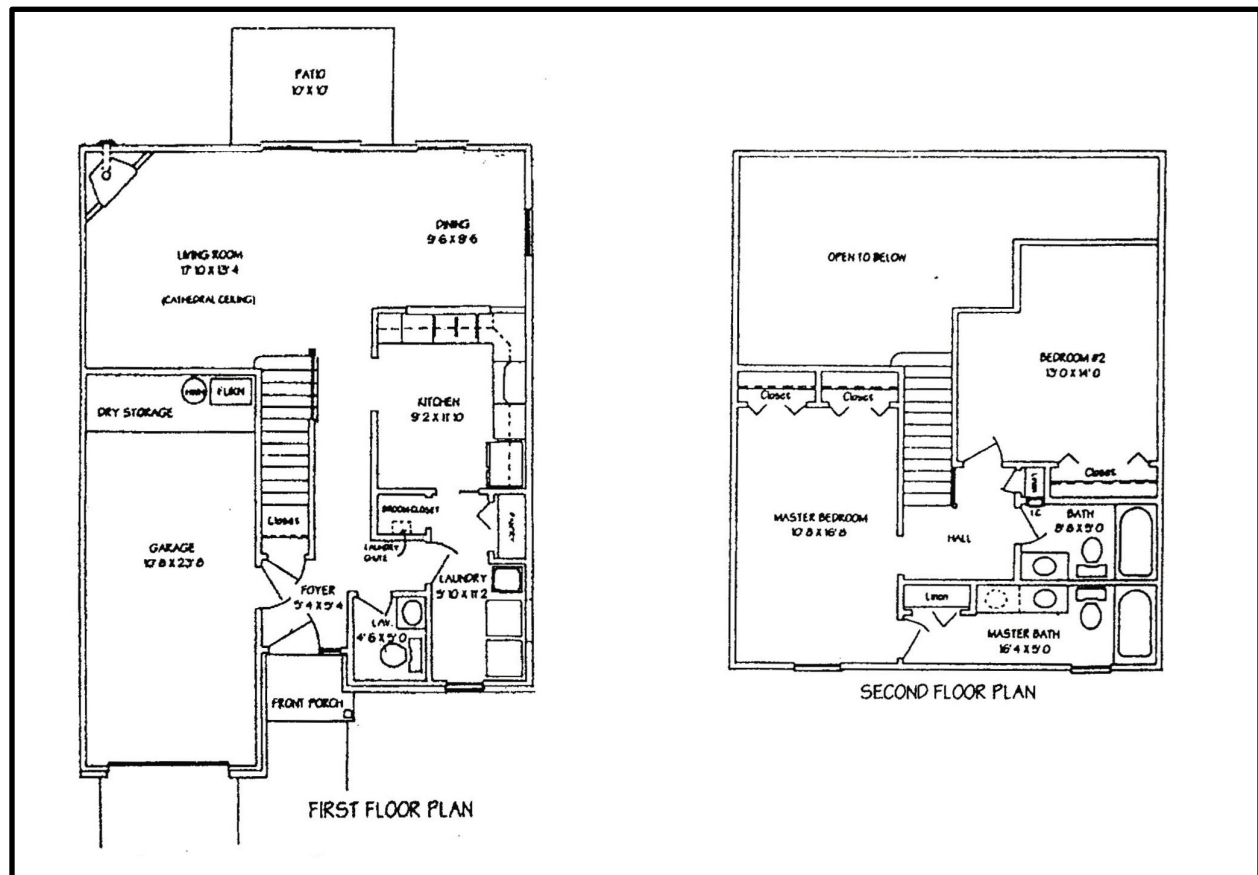 PATIO
10' X 10'
DINING
9'6 X 8'6
LIVING ROOM
17'10 X 13'4
(CATHEDRAL CEILING)
FURN
DRY STORAGE
KITCHEN
9'2 X 11'10
BROOM CLOSET
PANTRY
LAUNDRY
CHUTE
Closet
GARAGE
10'8 X 23'8
FOYER
5'4 X 5'4
LAUNDRY
5'10 X 11'2
LAV.
4'6 X 5'0
FRONT PORCH
FIRST FLOOR PLAN
OPEN TO BELOW
BEDROOM #2
13'0 X 14'0
Closet
Closet
Closet
Linen
MASTER BEDROOM
10'8 X 16'8
HALL
BATH
8'8 X 5'0
Linen
MASTER BATH
16'4 X 5'0
SECOND FLOOR PLAN